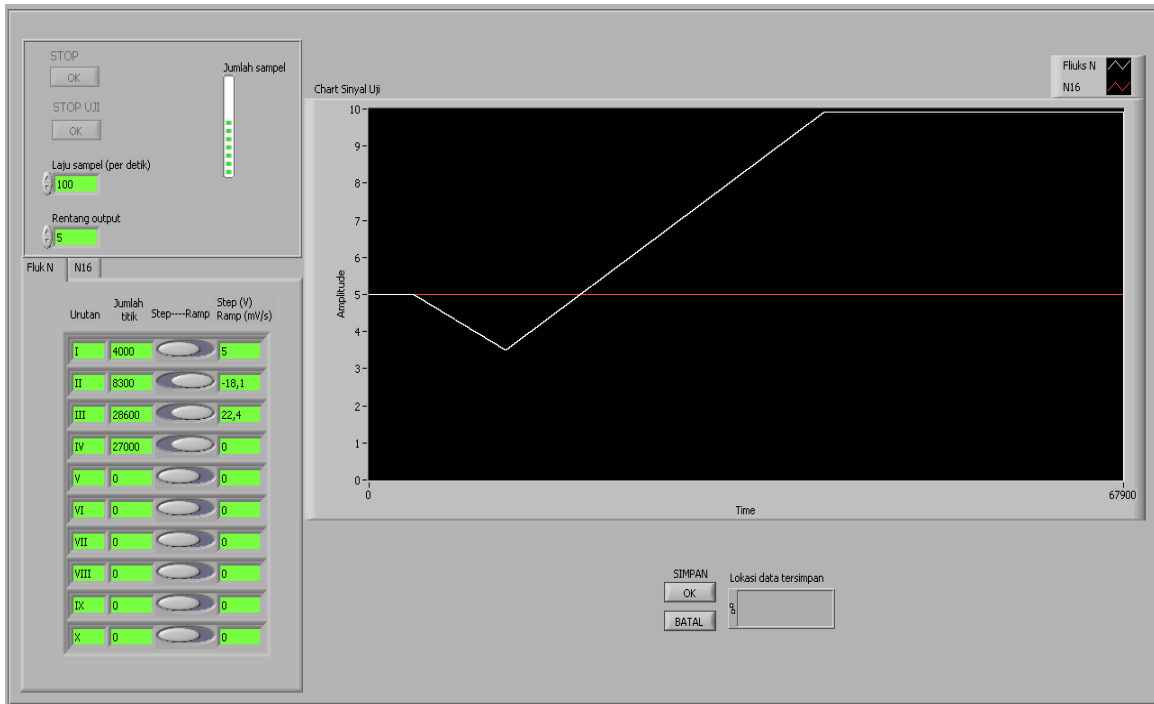 STOP
OK
STOP UJI
OK
Jumlah sampel
Laju sampel (per detik)
100
Rentang output
5
Fluk N N16
Urutan Jumlah titik Step----Ramp Step (V) Ramp (mV/s)
I 4000 5
II 8300 -18,1
III 28600 22,4
IV 27000 0
V 0 0
VI 0 0
VII 0 0
VIII 0 0
IX 0 0
X 0 0
Chart Sinyal Uji
Fliuks N
N16
Amplitude
10
9
8
7
6
5
4
3
2
1
0
0 67900
Time
SIMPAN
OK
BATAL
Lokasi data tersimpan